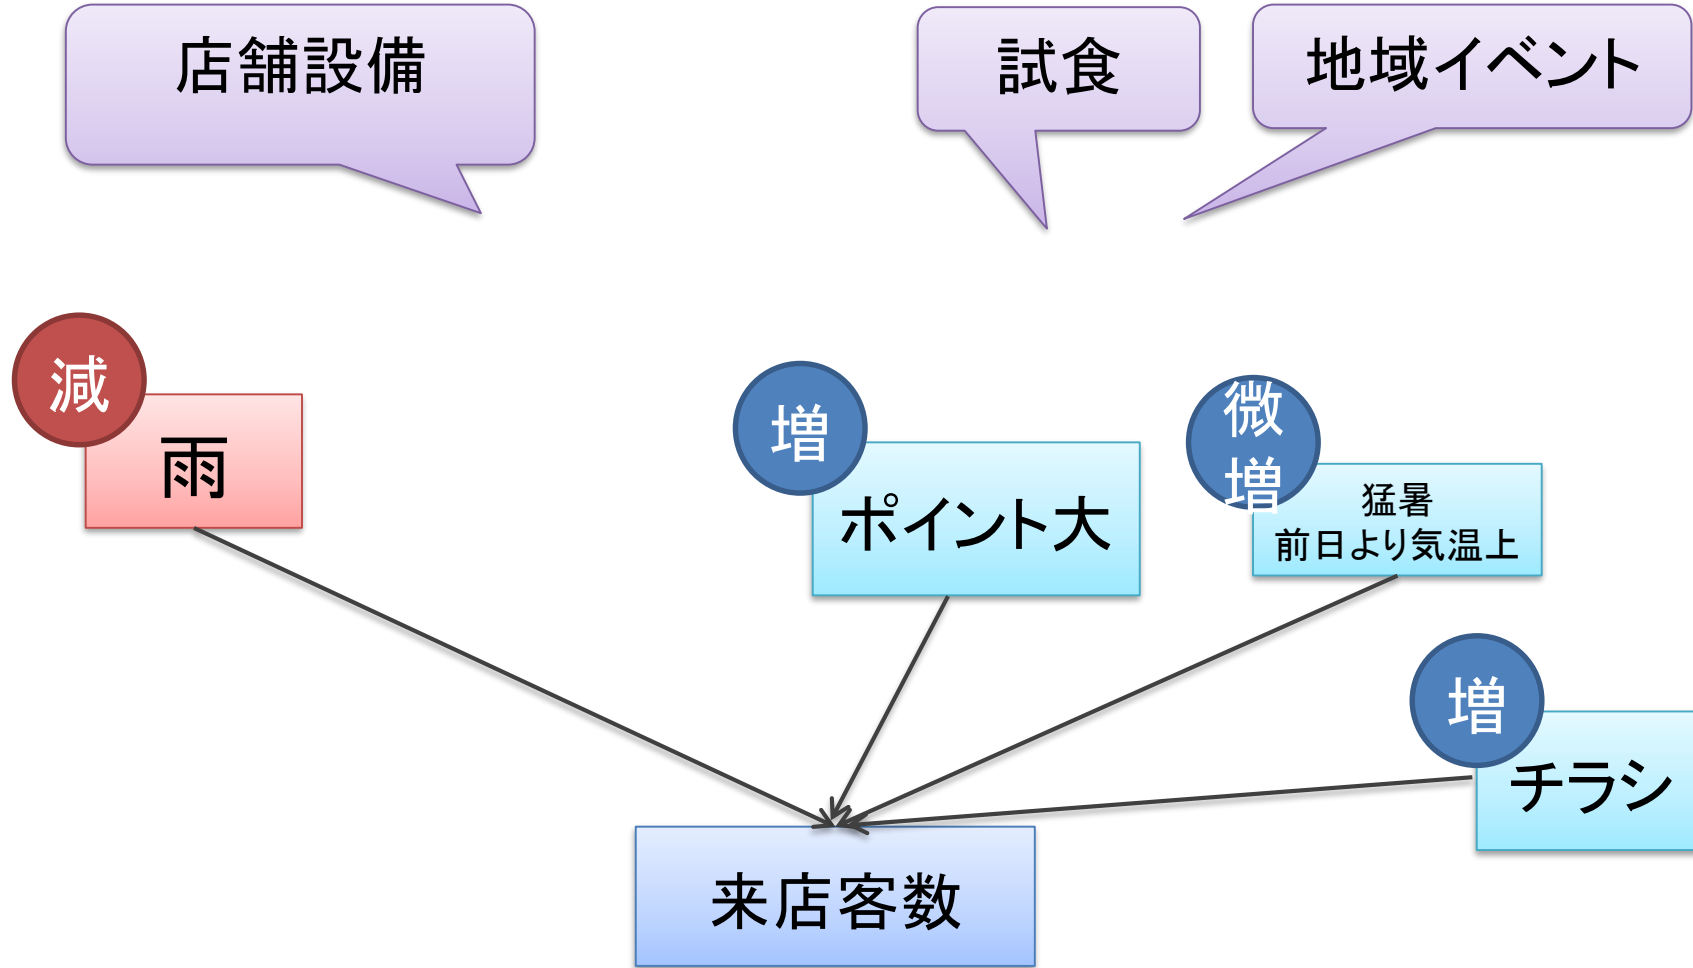 店舗設備
試食
地域イベント
減
雨
増
ポイント大
微
増
猛暑
前日より気温上
増
チラシ
来店客数